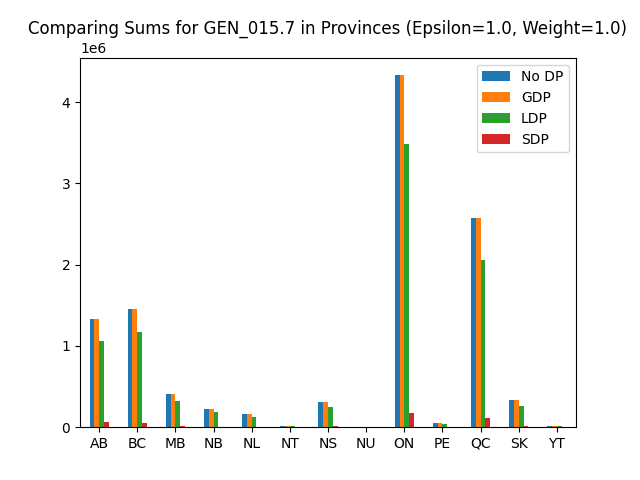 Comparing Sums for GEN_015.7 in Provinces (Epsilon=1.0, Weight=1.0)
1e6
No DP
GDP
LDP
SDP
4
3
2
1
0
AB BC MB NB NL NT NS NU ON PE QC SK YT